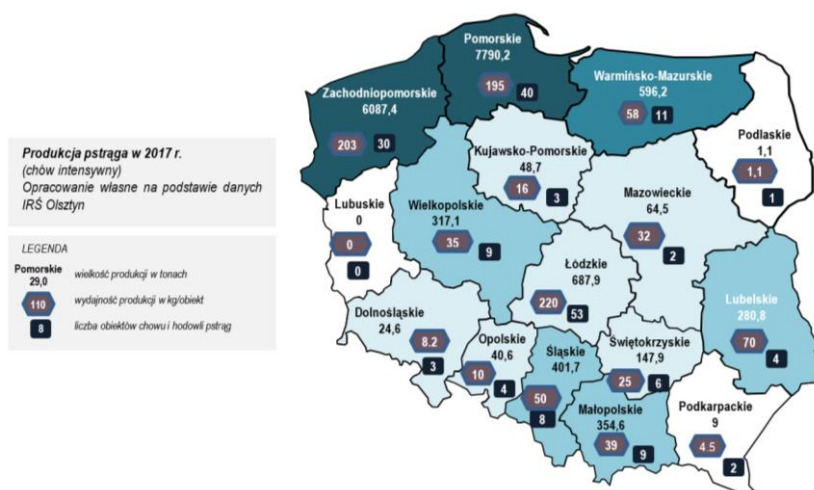 Produkcja pstrąga w 2017 r.
(chów intensywny)
Opracowanie własne na podstawie danych
IRŚ Olsztyn
LEGENDA
Pomorskie
29,0
wielkość produkcji w tonach
110
wydajność produkcji w kg/obiekt
8
liczba obiektów chowu i hodowli pstrąg
Pomorskie
7790,2
195
40
Zachodniopomorskie
6087,4
203
30
Warmińsko-Mazurskie
596,2
58
11
Podlaskie
1,1
1,1
1
Kujawsko-Pomorskie
48,7
16
3
Mazowieckie
64,5
32
2
Lubuskie
0
0
0
Wielkopolskie
317,1
35
9
Łódzkie
687,9
220
53
Lubelskie
280,8
70
4
Dolnośląskie
24,6
8.2
3
Opolskie
40,6
10
4
Śląskie
401,7
50
8
Świętokrzyskie
147,9
25
6
Małopolskie
354,6
39
9
Podkarpackie
9
4.5
2